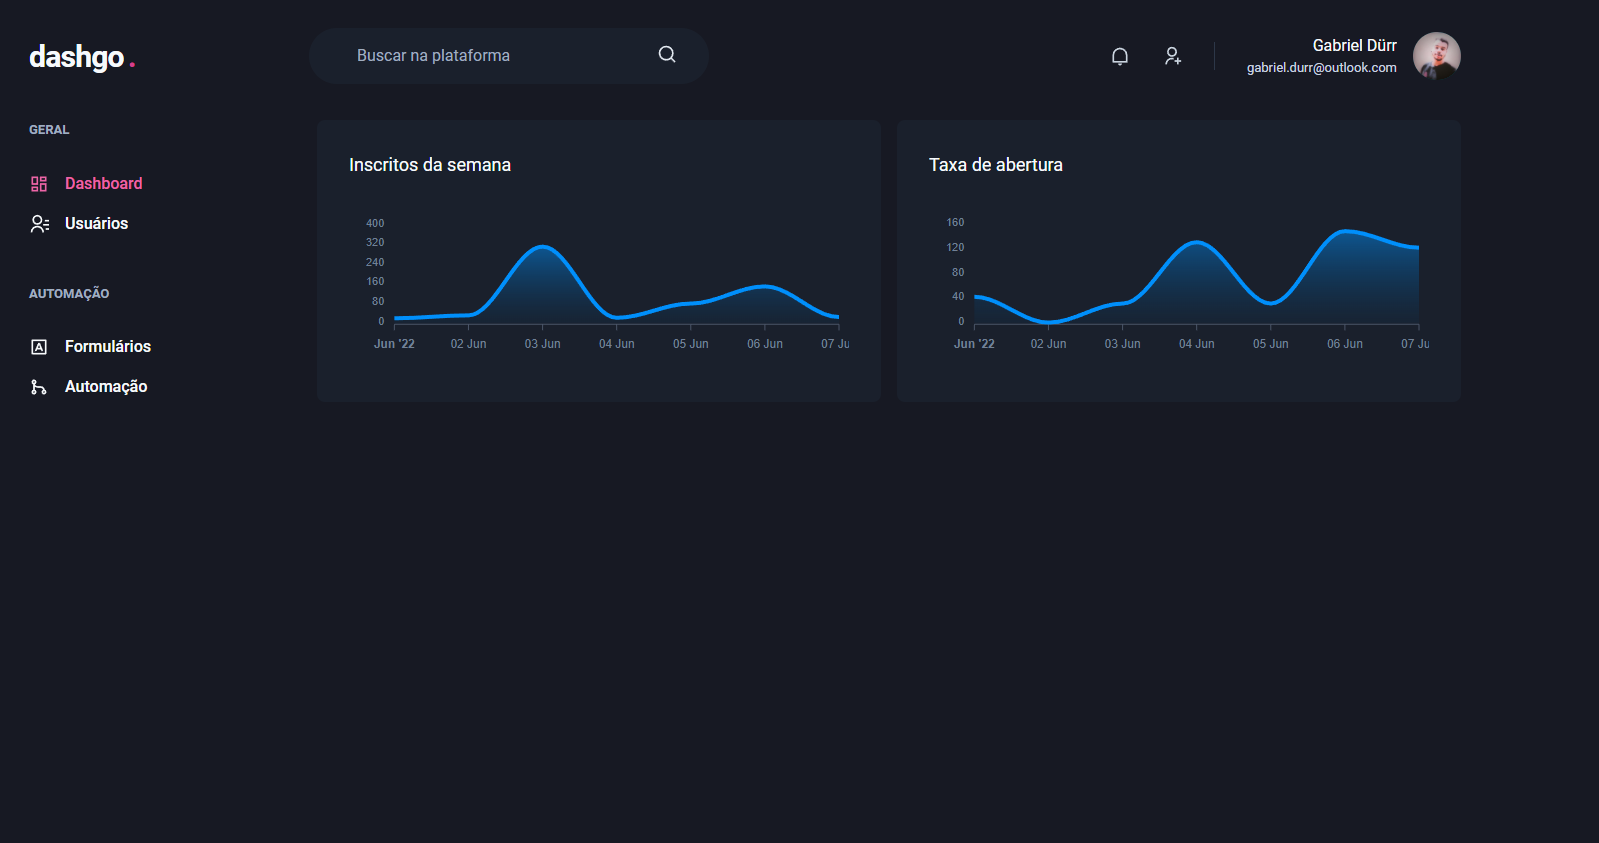 dashgo.
Buscar na plataforma
Gabriel Dürr
gabriel.durr@outlook.com
GERAL
Dashboard
Usuários
AUTOMAÇÃO
Formulários
Automação
Inscritos da semana
400
320
240
160
80
0
Jun '22 02 Jun 03 Jun 04 Jun 05 Jun 06 Jun 07 Ju
Taxa de abertura
160
120
80
40
0
Jun '22 02 Jun 03 Jun 04 Jun 05 Jun 06 Jun 07 Ju